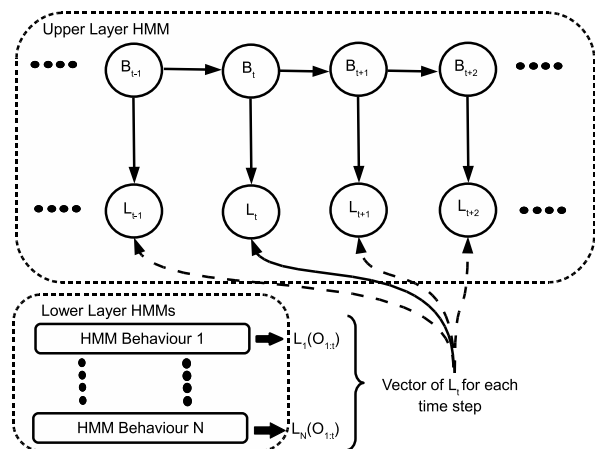 Upper Layer HMM
B_{t-1} B_t B_{t+1} B_{t+2}
L_{t-1} L_t L_{t+1} L_{t+2}
Lower Layer HMMs
HMM Behaviour 1 L_1(O_{1:t})
HMM Behaviour N L_N(O_{1:t})
Vector of L_t for each
time step